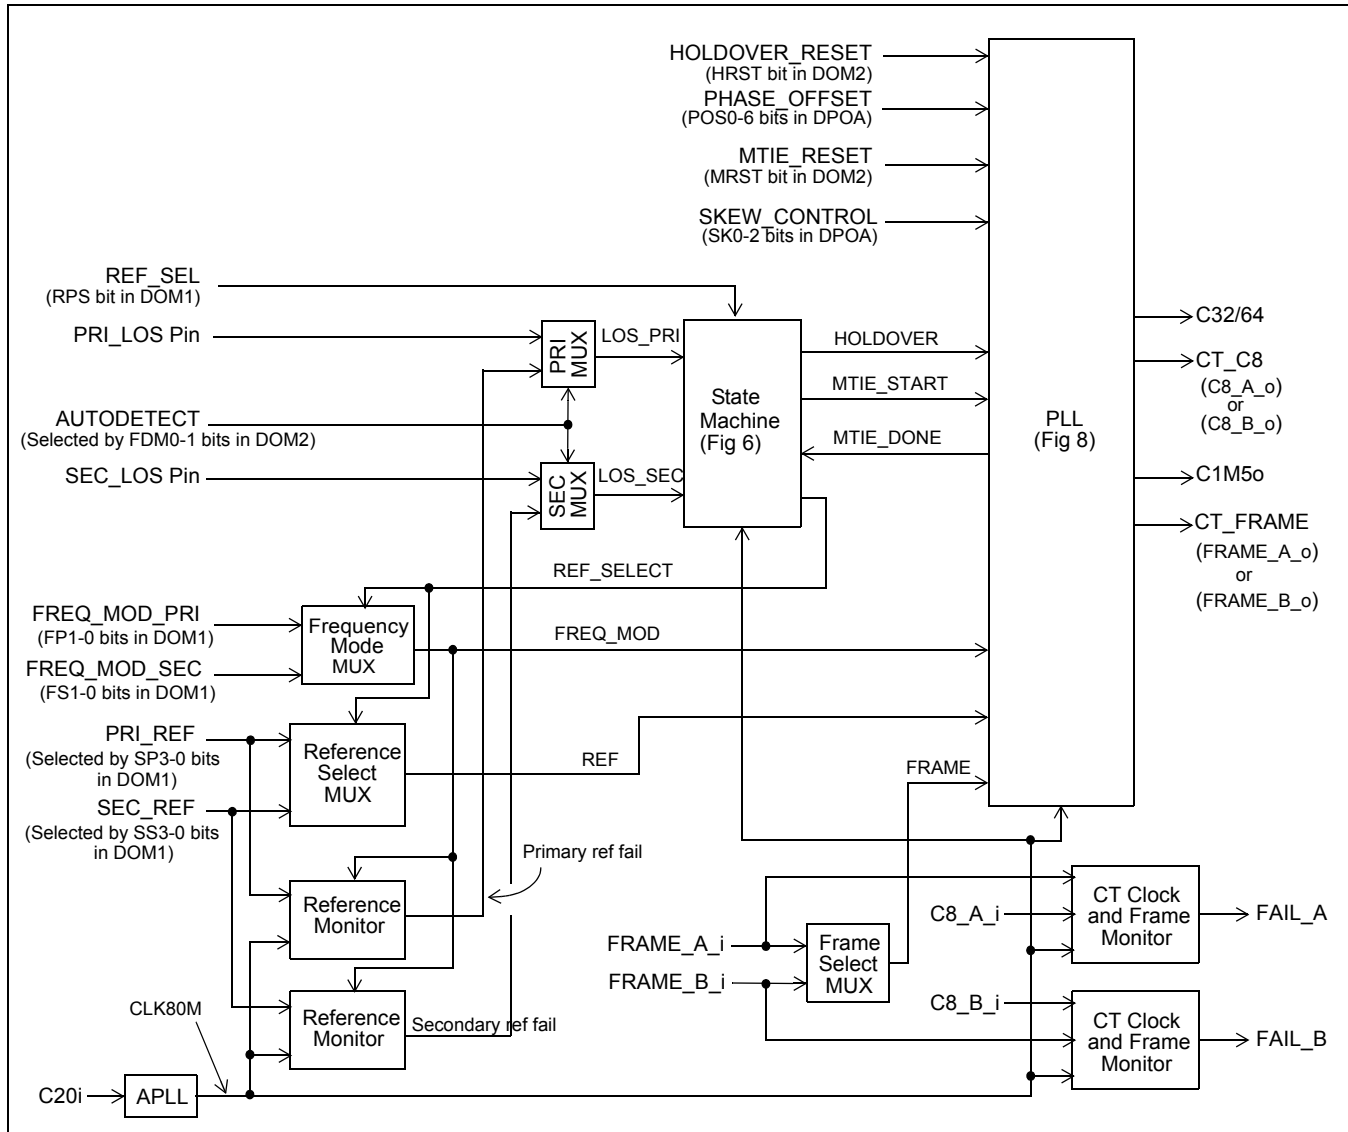 HOLDOVER_RESET
(HRST bit in DOM2)
PHASE_OFFSET
(POS0-6 bits in DPOA)
MTIE_RESET
(MRST bit in DOM2)
SKEW_CONTROL
(SK0-2 bits in DPOA)
REF_SEL
(RPS bit in DOM1)
PRI_LOS Pin
AUTODETECT
(Selected by FDM0-1 bits in DOM2)
SEC_LOS Pin
PRI
MUX
SEC
MUX
LOS_PRI
LOS_SEC
State
Machine
(Fig 6)
HOLDOVER
MTIE_START
MTIE_DONE
PLL
(Fig 8)
C32/64
CT_C8
(C8_A_o)
or
(C8_B_o)
C1M5o
CT_FRAME
(FRAME_A_o)
or
(FRAME_B_o)
REF_SELECT
FREQ_MOD_PRI
(FP1-0 bits in DOM1)
FREQ_MOD_SEC
(FS1-0 bits in DOM1)
Frequency
Mode
MUX
FREQ_MOD
PRI_REF
(Selected by SP3-0 bits
in DOM1)
SEC_REF
(Selected by SS3-0 bits
in DOM1)
Reference
Select
MUX
REF
FRAME
Primary ref fail
Reference
Monitor
Reference
Monitor
Secondary ref fail
CLK80M
C20i
APLL
FRAME_A_i
FRAME_B_i
Frame
Select
MUX
C8_A_i
CT Clock
and Frame
Monitor
FAIL_A
C8_B_i
CT Clock
and Frame
Monitor
FAIL_B